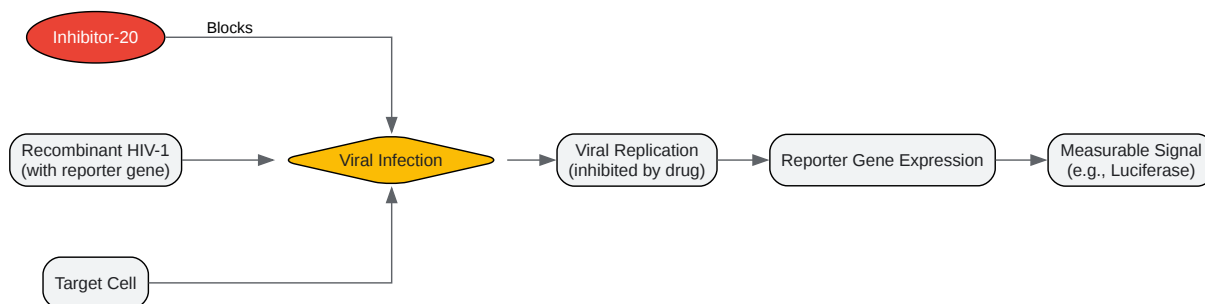 Inhibitor-20
Blocks
Recombinant HIV-1
(with reporter gene)
Viral Infection
Viral Replication
(inhibited by drug)
Reporter Gene Expression
Measurable Signal
(e.g., Luciferase)
Target Cell